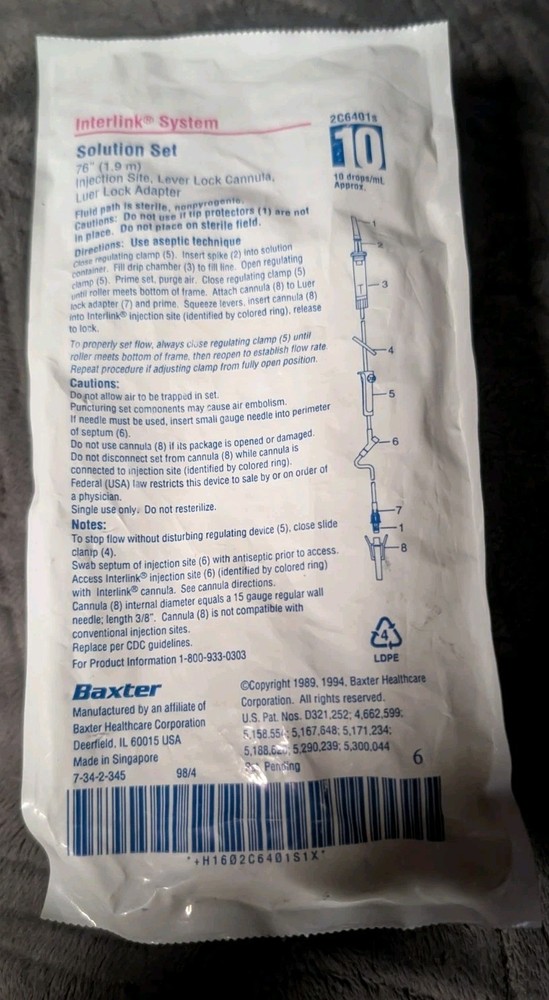 Interlink® System
2C6401s
Solution Set
10
76" (1.9 m)
Injection Site, Lever Lock Cannula,
Luer Lock Adapter
10 drops/mL
Approx.
Fluid path is sterile, nonpyrogenic.
Cautions: Do not use if tip protectors (1) are not
in place. Do not place on sterile field.
Directions: Use aseptic technique
Close regulating clamp (5). Insert spike (2) into solution
container. Fill drip chamber (3) to fill line. Open regulating
clamp (5). Prime set, purge air. Close regulating clamp (5)
until roller meets bottom of frame. Attach cannula (8) to Luer
lock adapter (7) and prime. Squeeze levers, insert cannula (8)
into Interlink® injection site (identified by colored ring), release
to lock.
To properly set flow, always close regulating clamp (5) until
roller meets bottom of frame, then reopen to establish flow rate.
Repeat procedure if adjusting clamp from fully open position.
Cautions:
Do not allow air to be trapped in set.
Puncturing set components may cause air embolism.
If needle must be used, insert small gauge needle into perimeter
of septum (6).
Do not use cannula (8) if its package is opened or damaged.
Do not disconnect set from cannula (8) while cannula is
connected to injection site (identified by colored ring).
Federal (USA) law restricts this device to sale by or on order of
a physician.
Single use only. Do not resterilize.
Notes:
To stop flow without disturbing regulating device (5), close slide
clamp (4).
Swab septum of injection site (6) with antiseptic prior to access.
Access Interlink® injection site (6) (identified by colored ring)
with Interlink® cannula. See cannula directions.
Cannula (8) internal diameter equals a 15 gauge regular wall
needle; length 3/8". Cannula (8) is not compatible with
conventional injection sites.
Replace per CDC guidelines.
For Product Information 1-800-933-0303
1
2
3
4
5
6
7
1
8
4
LDPE
Baxter
Manufactured by an affiliate of
Baxter Healthcare Corporation
Deerfield, IL 60015 USA
Made in Singapore
7-34-2-345 98/4
©Copyright 1989, 1994, Baxter Healthcare
Corporation. All rights reserved.
U.S. Pat. Nos. D321,252; 4,662,599;
5,167,648; 5,171,234;
5,290,239; 5,300,044
Pending
6
*+H1602C6401S1X*